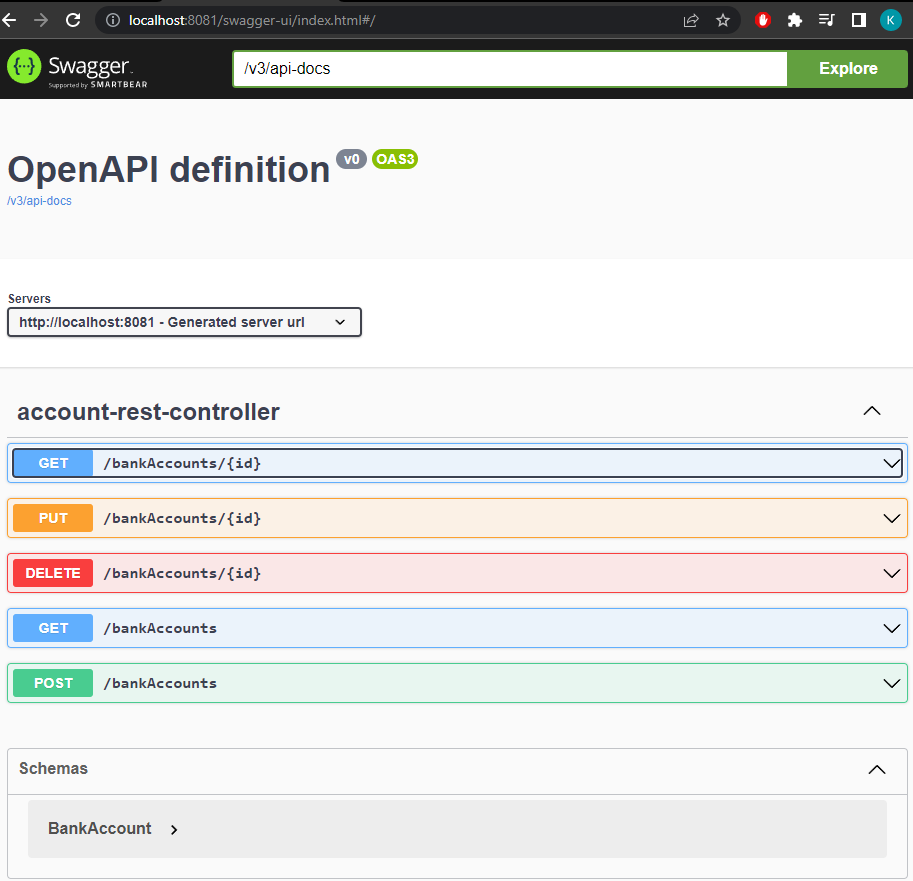 localhost:8081/swagger-ui/index.html#/
K
{...} Swagger
Supported by SMARTBEAR
/v3/api-docs
Explore
OpenAPI definition v0 OAS3
/v3/api-docs
Servers
http://localhost:8081 - Generated server url
account-rest-controller
GET /bankAccounts/{id}
PUT /bankAccounts/{id}
DELETE /bankAccounts/{id}
GET /bankAccounts
POST /bankAccounts
Schemas
BankAccount